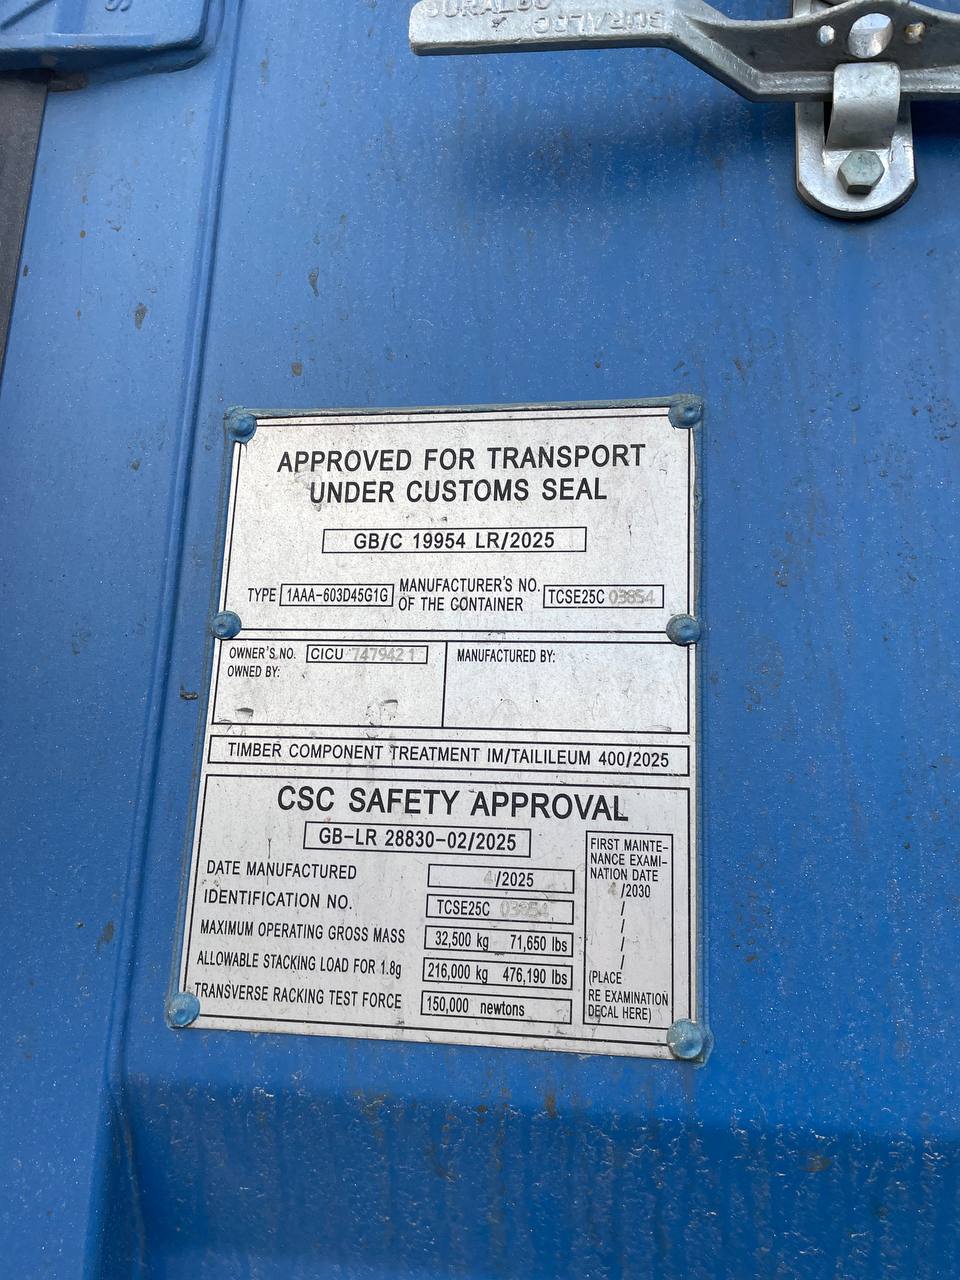 APPROVED FOR TRANSPORT
UNDER CUSTOMS SEAL
GB/C 19954 LR/2025
TYPE 1AAA-603D45G1G MANUFACTURER'S NO. OF THE CONTAINER TCSE25C 03854
OWNER'S NO. CICU 7479421
OWNED BY:
MANUFACTURED BY:
TIMBER COMPONENT TREATMENT IM/TAILILEUM 400/2025
CSC SAFETY APPROVAL
GB-LR 28830-02/2025
DATE MANUFACTURED 4/2025
IDENTIFICATION NO. TCSE25C 03854
MAXIMUM OPERATING GROSS MASS 32,500 kg 71,650 lbs
ALLOWABLE STACKING LOAD FOR 1.8g 216,000 kg 476,190 lbs
TRANSVERSE RACKING TEST FORCE 150,000 newtons
FIRST MAINTE-
NANCE EXAMI-
NATION DATE
4/2030
/
/
/
/
/
(PLACE
RE EXAMINATION
DECAL HERE)